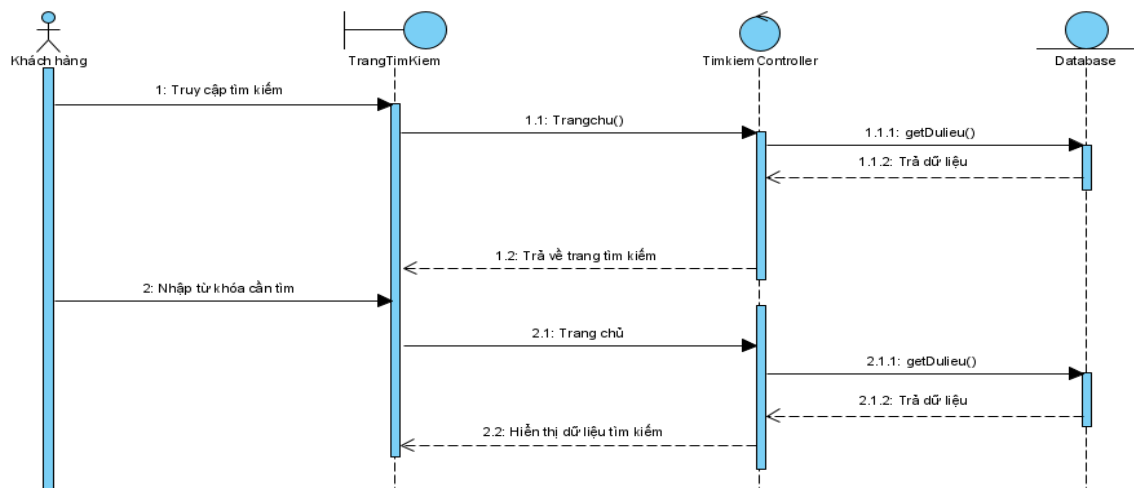 Khách hàng
TrangTimKiem
Timkiem Controller
Database
1: Truy cập tìm kiếm
1.1: Trangchu()
1.1.1: getDulieu()
1.1.2: Trả dữ liệu
1.2: Trả về trang tìm kiếm
2: Nhập từ khóa cần tìm
2.1: Trang chủ
2.1.1: getDulieu()
2.1.2: Trả dữ liệu
2.2: Hiển thị dữ liệu tìm kiếm